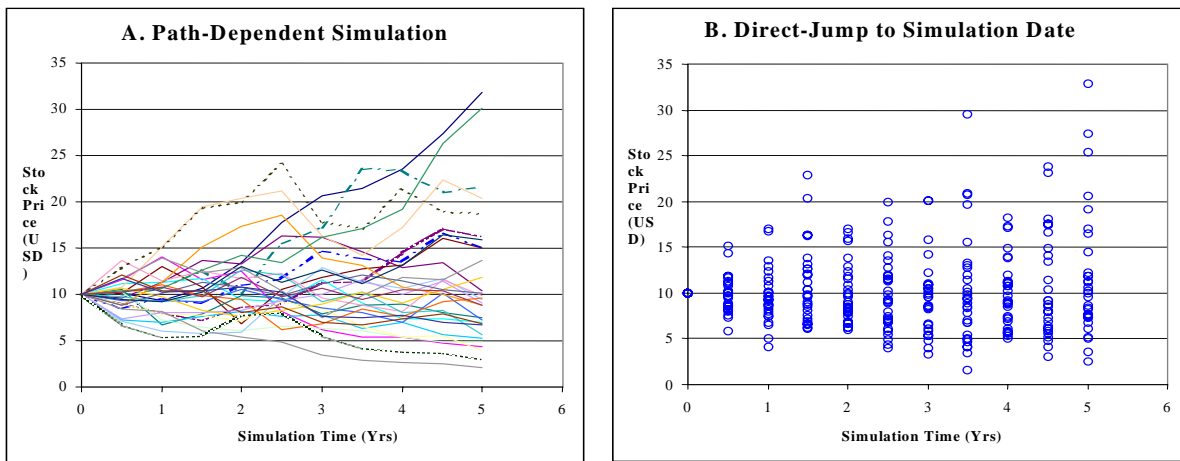 A. Path-Dependent Simulation
35
30
25
20
15
10
5
0
Sto
ck
Pri
ce
(U
SD
)
0 1 2 3 4 5 6
Simulation Time (Yrs)
B. Direct-Jump to Simulation Date
35
30
25
20
15
10
5
0
Sto
ck
Pri
ce
(US
D)
0 1 2 3 4 5 6
Simulation Time (Yrs)